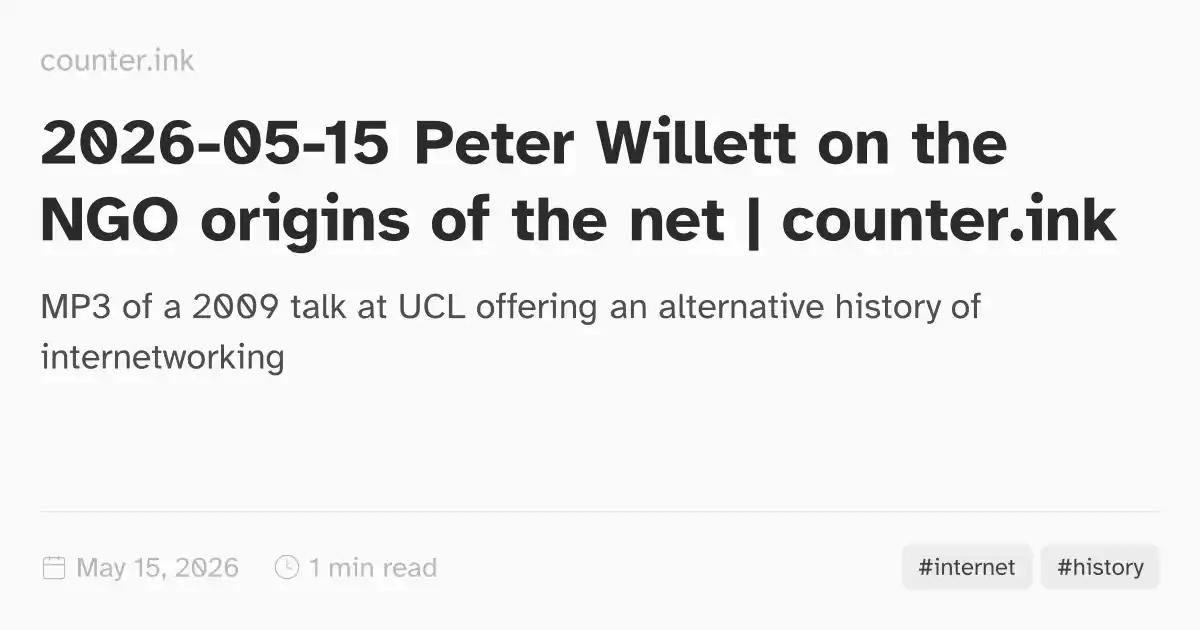 counter.ink
2026-05-15 Peter Willett on the
NGO origins of the net | counter.ink
MP3 of a 2009 talk at UCL offering an alternative history of
internetworking
May 15, 2026 1 min read #internet #history